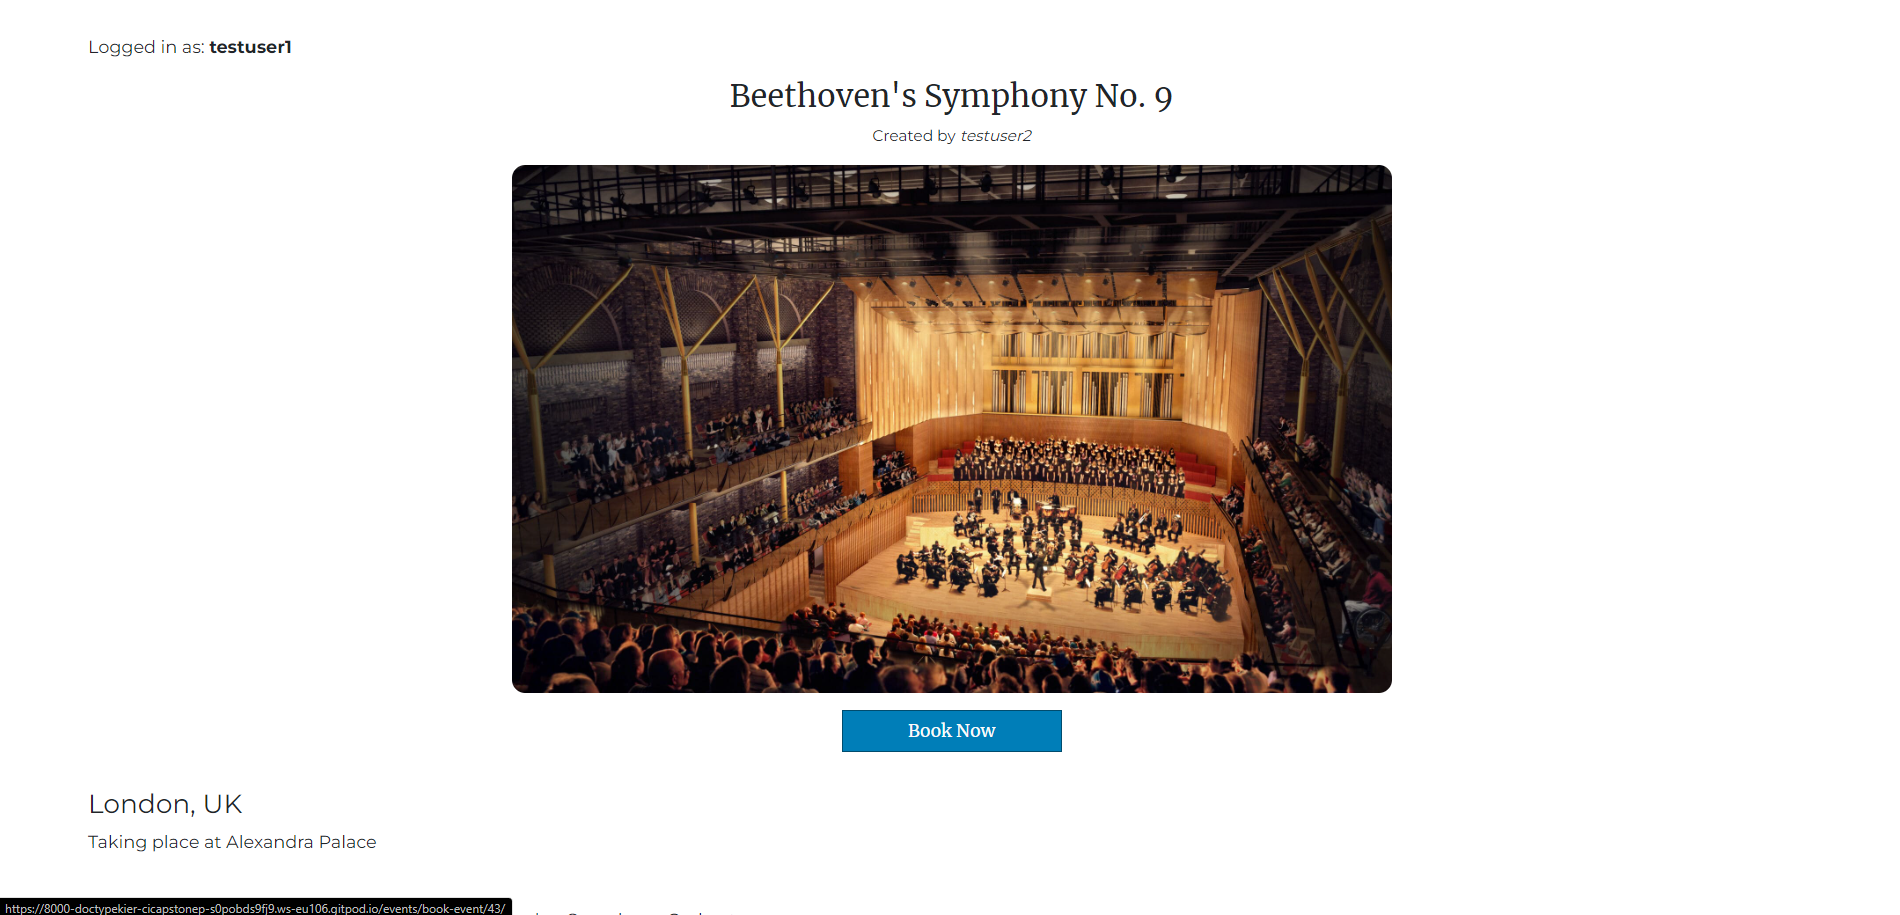 Logged in as: testuser1
Beethoven's Symphony No. 9
Created by testuser2
Book Now
London, UK
Taking place at Alexandra Palace
https://8000-doctypekier-cicapstonep-s0pobds9fj9.ws-eu106.gitpod.io/events/book-event/43/